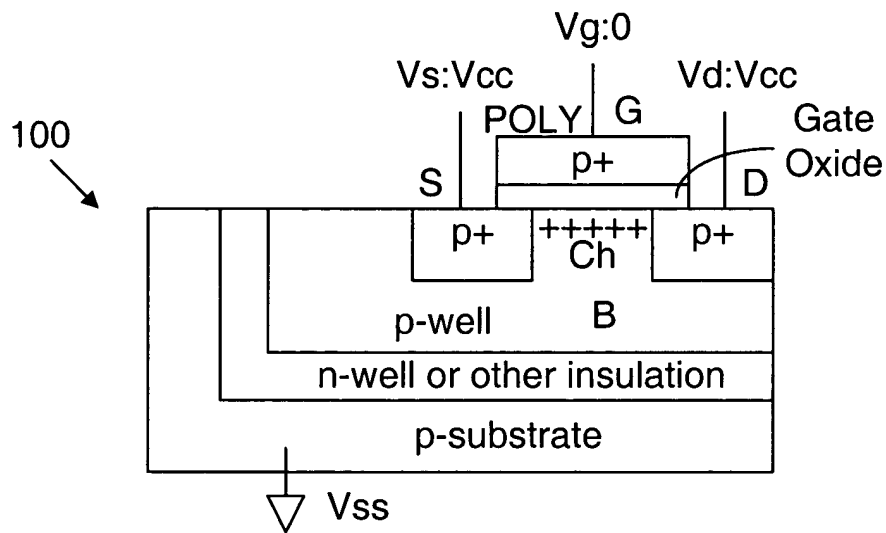 Vg:0
Vs:Vcc
Vd:Vcc
100
POLY
G
Gate
Oxide
p+
S
D
p+
+++++
p+
Ch
p-well
B
n-well or other insulation
p-substrate
Vss